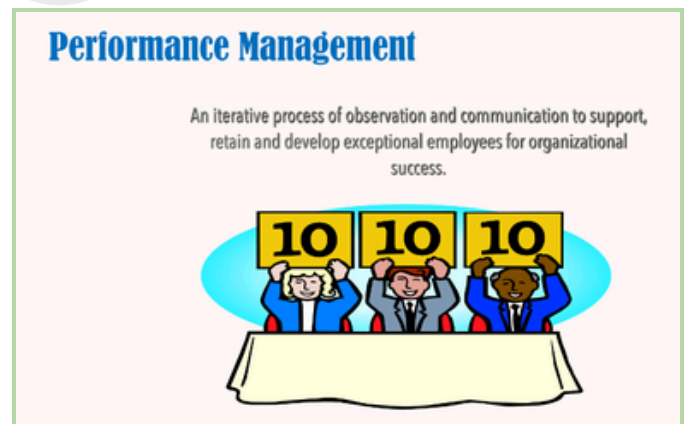 Performance Management
An iterative process of observation and communication to support,
retain and develop exceptional employees for organizational
success.
10 10 10